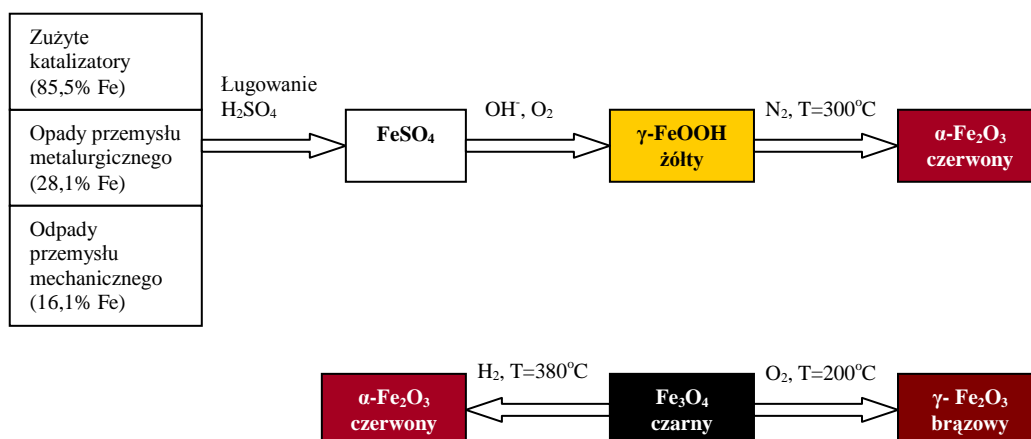 Zużyte
katalizatory
(85,5% Fe)
Opady przemysłu
metalurgicznego
(28,1% Fe)
Odpady
przemysłu
mechanicznego
(16,1% Fe)
Ługowanie
H₂SO₄
FeSO₄
OH⁻, O₂
γ-FeOOH
żółty
N₂, T=300°C
α-Fe₂O₃
czerwony
α-Fe₂O₃
czerwony
H₂, T=380°C
Fe₃O₄
czarny
O₂, T=200°C
γ- Fe₂O₃
brązowy